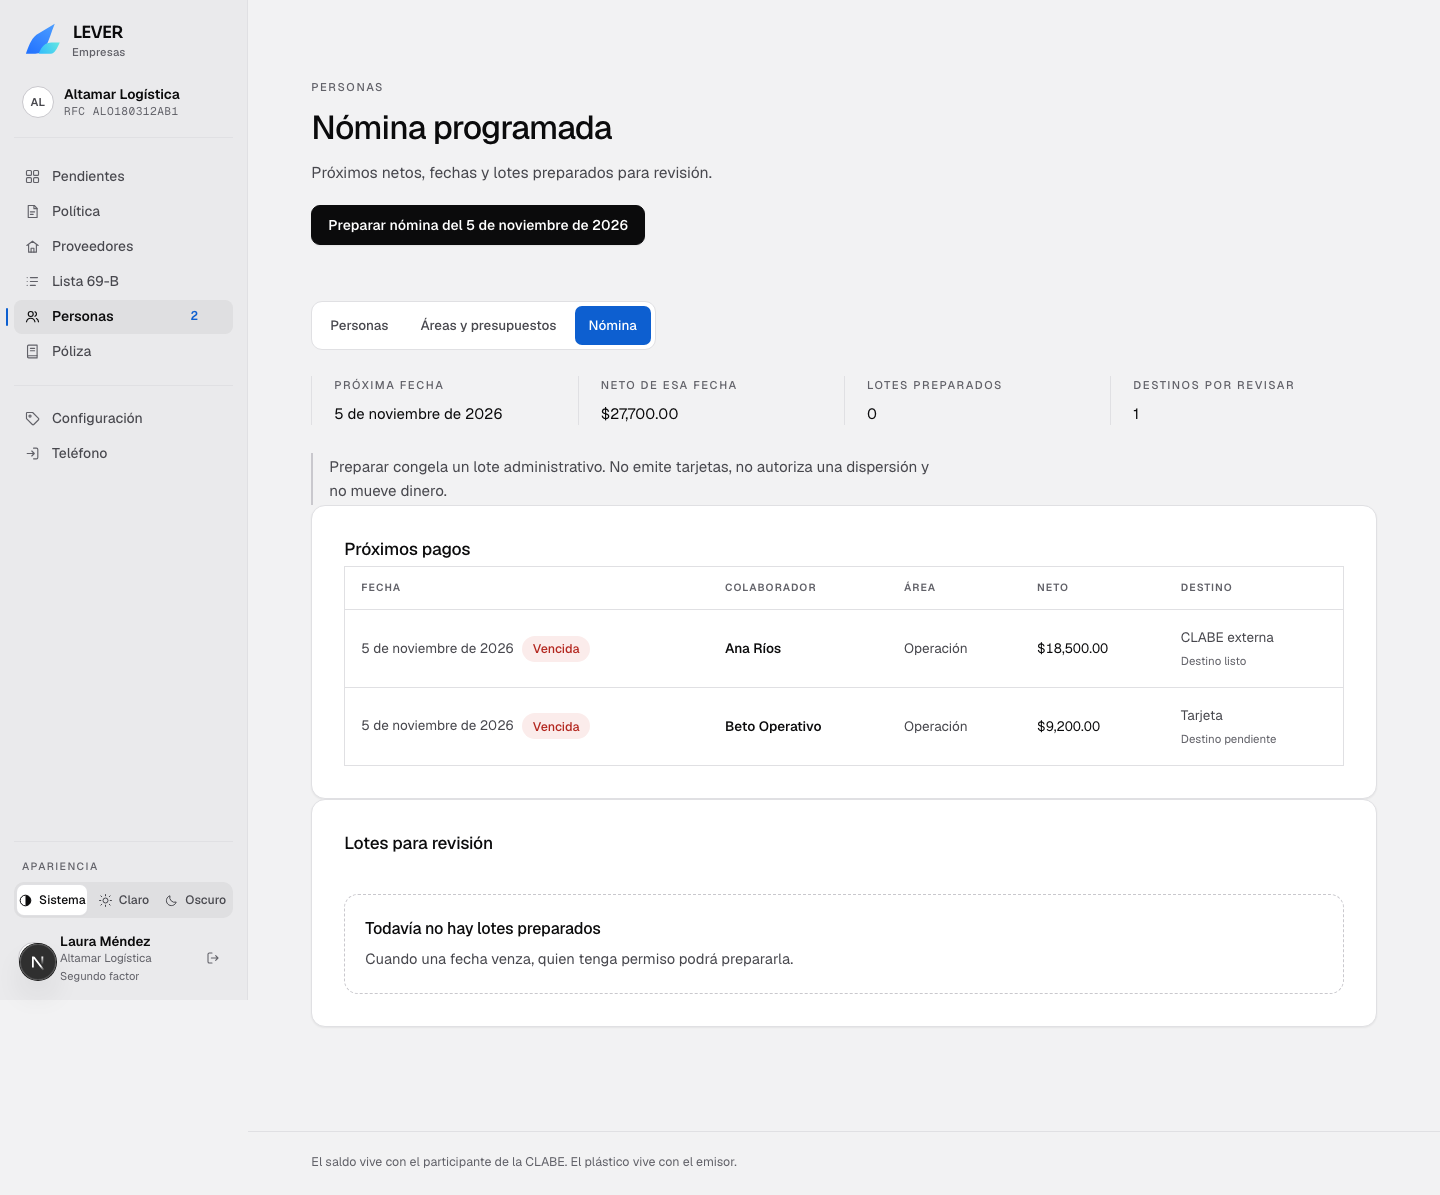 LEVER
Empresas
AL
Altamar Logística
RFC ALO180312AB1
Pendientes
Política
Proveedores
Lista 69-B
Personas 2
Póliza
Configuración
Teléfono
APARIENCIA
Sistema Claro Oscuro
N
Laura Méndez
Altamar Logística
Segundo factor
PERSONAS
Nómina programada
Próximos netos, fechas y lotes preparados para revisión.
Preparar nómina del 5 de noviembre de 2026
Personas Áreas y presupuestos Nómina
PRÓXIMA FECHA
5 de noviembre de 2026
NETO DE ESA FECHA
$27,700.00
LOTES PREPARADOS
0
DESTINOS POR REVISAR
1
Preparar congela un lote administrativo. No emite tarjetas, no autoriza una dispersión y
no mueve dinero.
Próximos pagos
FECHA COLABORADOR ÁREA NETO DESTINO
5 de noviembre de 2026 Vencida Ana Ríos Operación $18,500.00 CLABE externa
Destino listo
5 de noviembre de 2026 Vencida Beto Operativo Operación $9,200.00 Tarjeta
Destino pendiente
Lotes para revisión
Todavía no hay lotes preparados
Cuando una fecha venza, quien tenga permiso podrá prepararla.
El saldo vive con el participante de la CLABE. El plástico vive con el emisor.